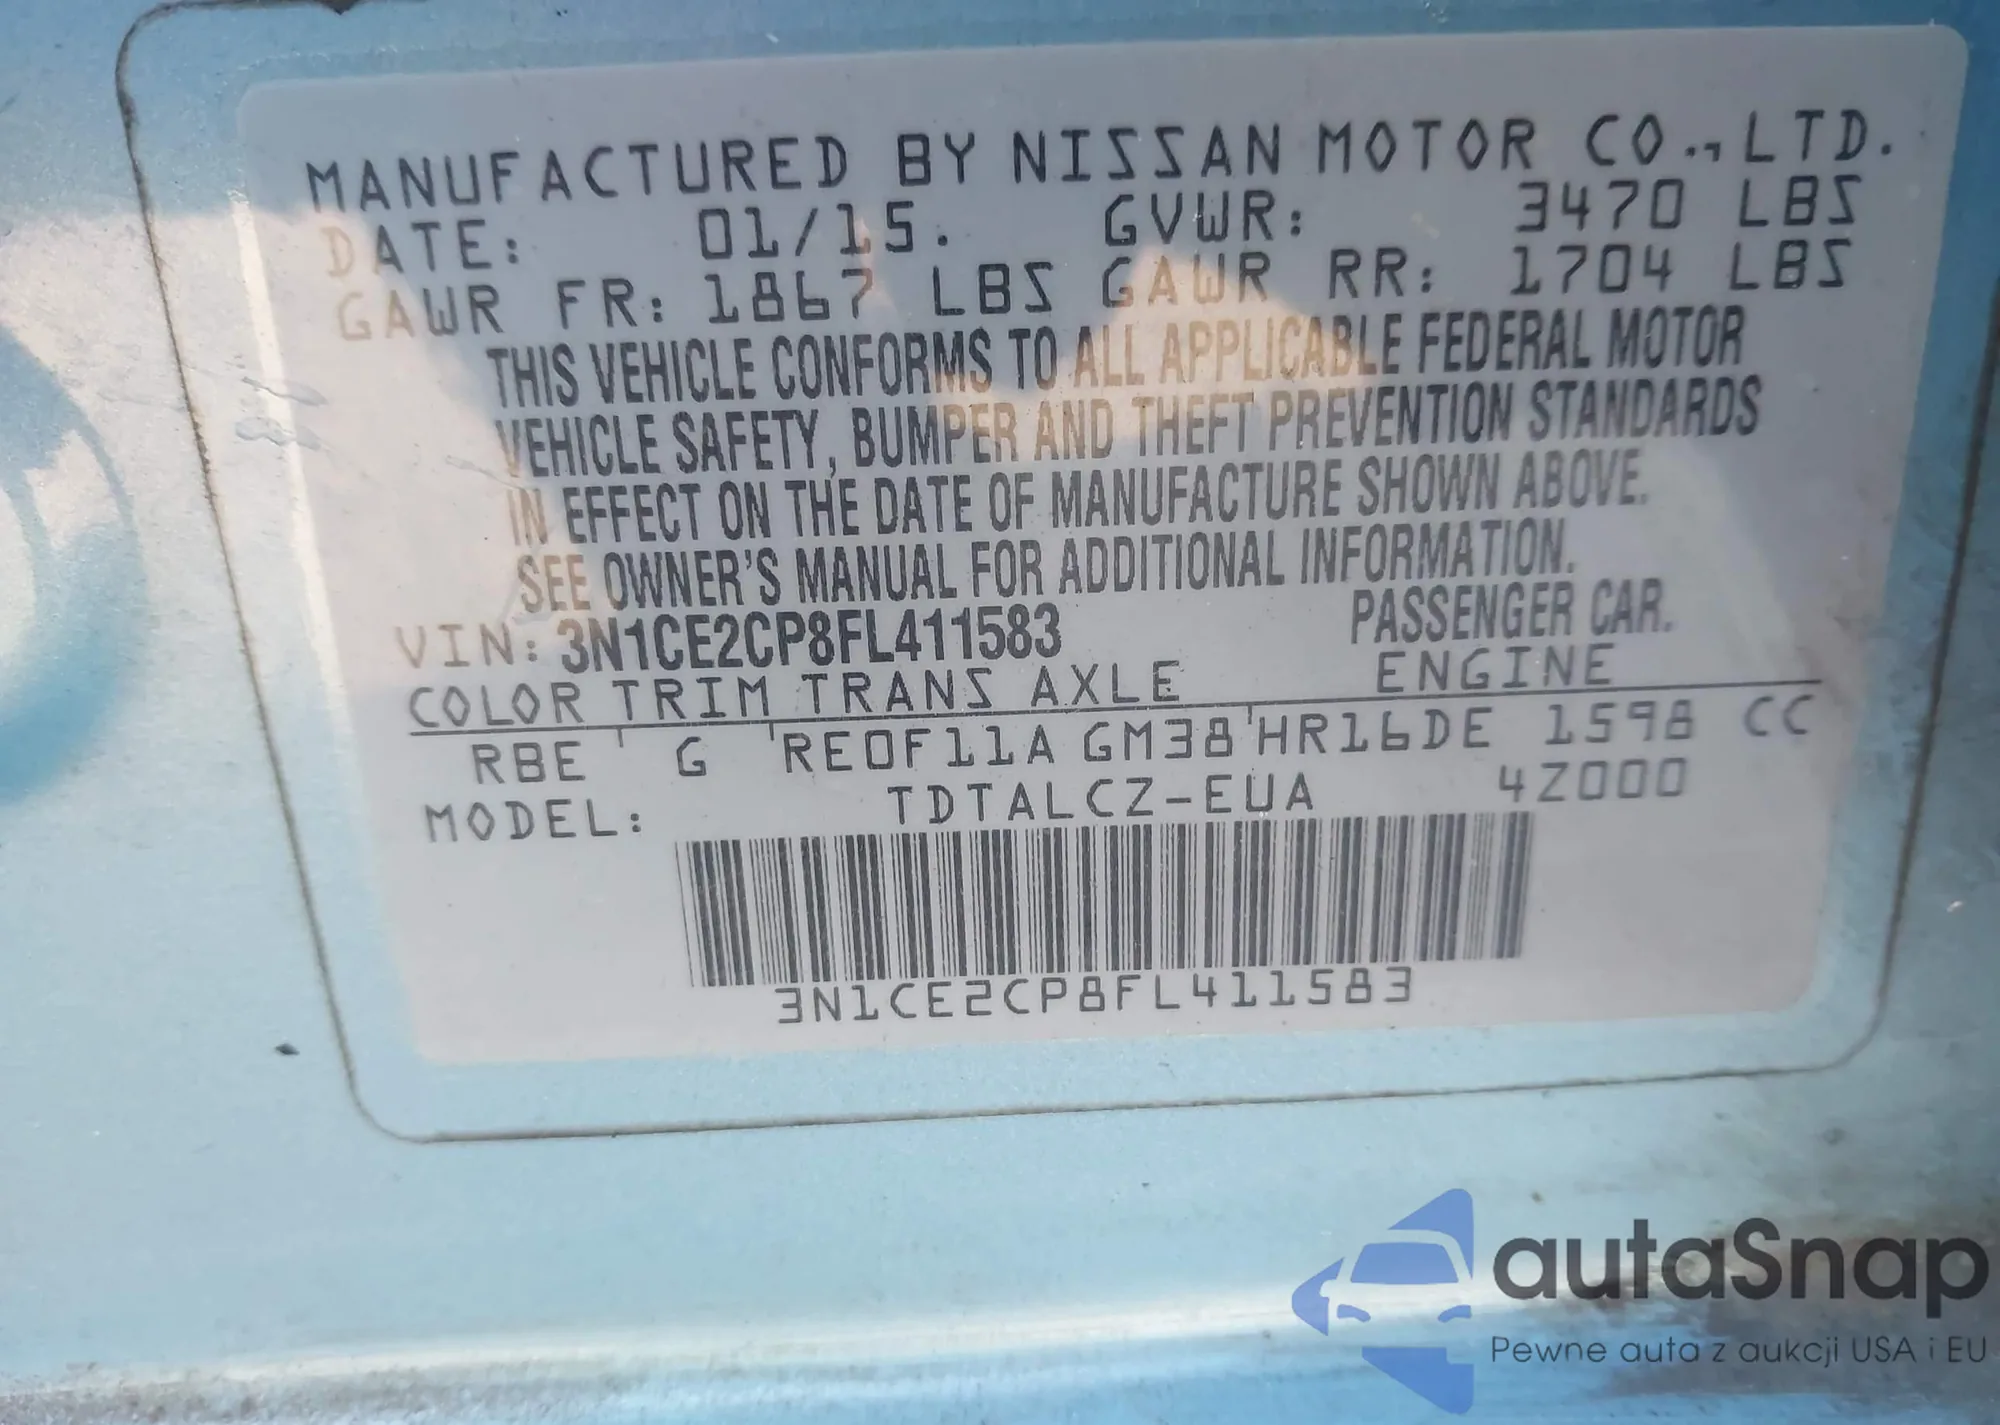 MANUFACTURED BY NISSAN MOTOR CO., LTD.
DATE: 01/15. GVWR: 3470 LBS
GAWR FR: 1867 LBS GAWR RR: 1704 LBS
THIS VEHICLE CONFORMS TO ALL APPLICABLE FEDERAL MOTOR
VEHICLE SAFETY, BUMPER AND THEFT PREVENTION STANDARDS
IN EFFECT ON THE DATE OF MANUFACTURE SHOWN ABOVE.
SEE OWNER'S MANUAL FOR ADDITIONAL INFORMATION.
VIN: 3N1CE2CP8FL411583 PASSENGER CAR.
COLOR TRIM TRANS AXLE ENGINE
RBE G RE0F11A GM38 HR16DE 1598 CC
MODEL: TDTALCZ-EUA 4Z000
3N1CE2CP8FL411583
autaSnap
Pewne auta z aukcji USA i EU